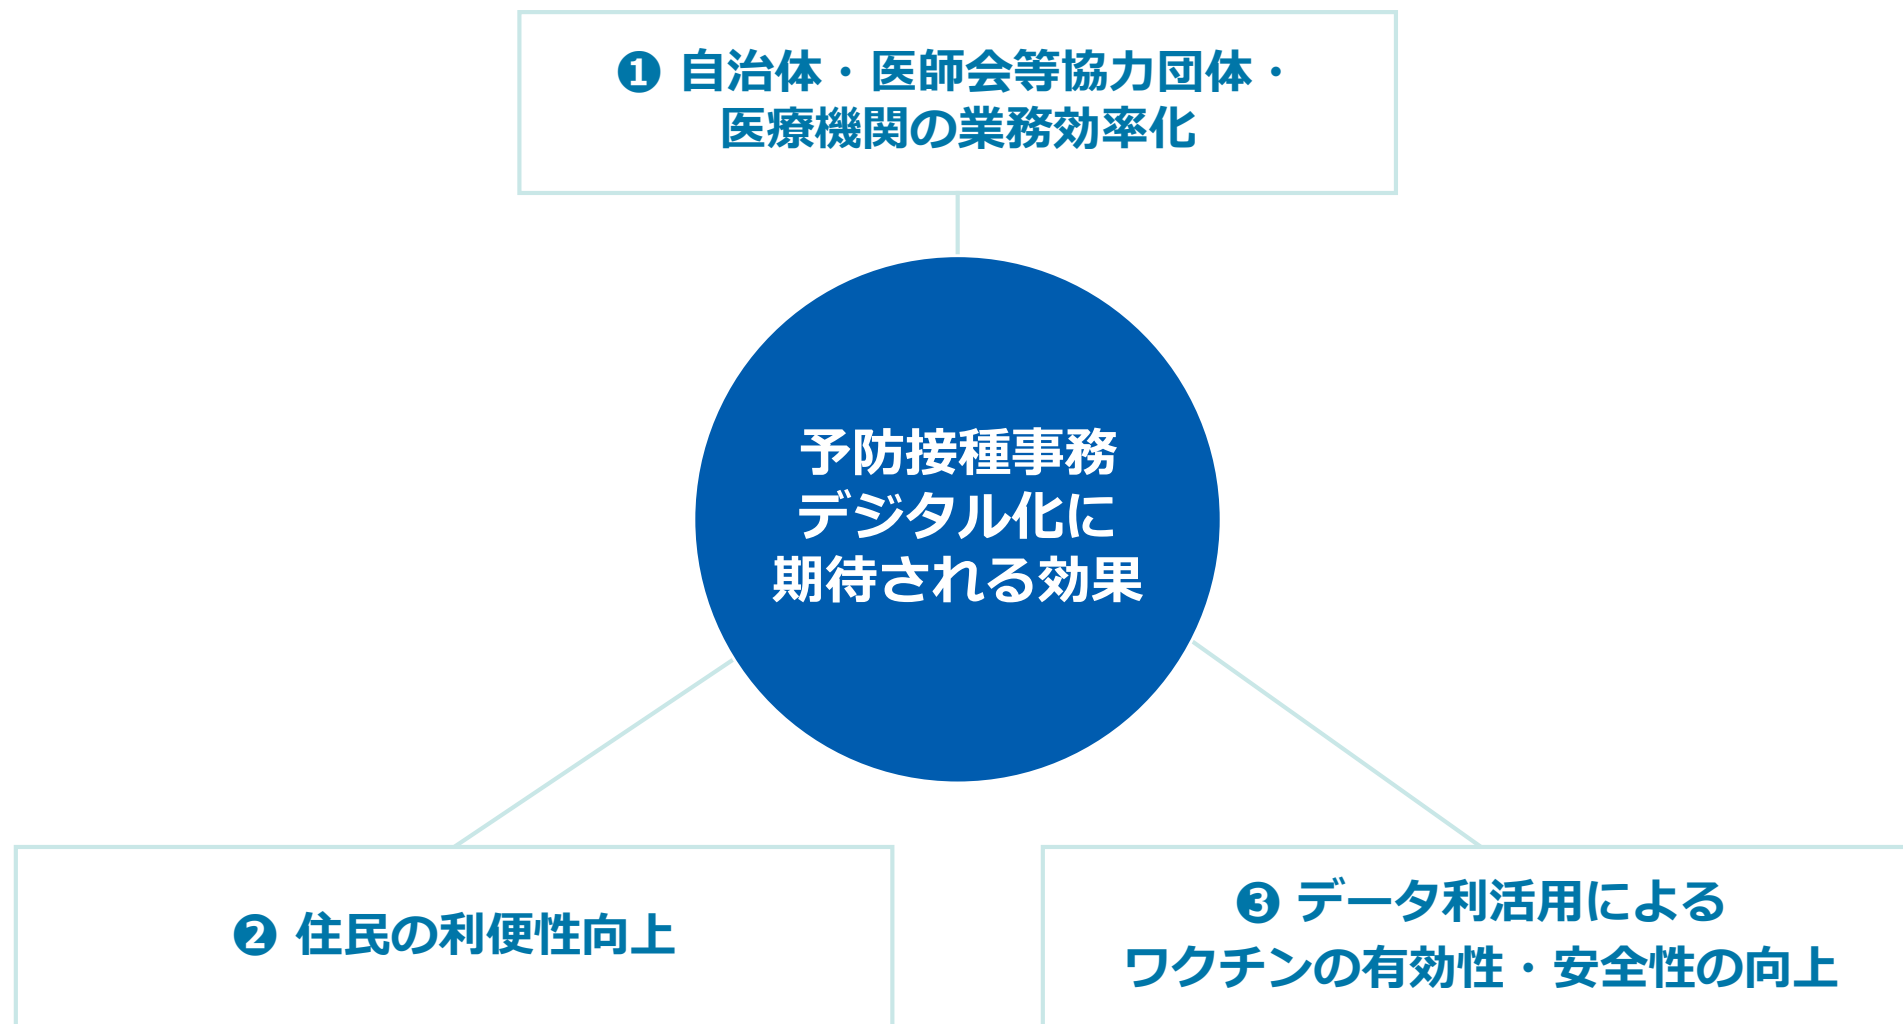 ❶ 自治体・医師会等協力団体・
医療機関の業務効率化
予防接種事務
デジタル化に
期待される効果
❷ 住民の利便性向上
❸ データ利活用による
ワクチンの有効性・安全性の向上